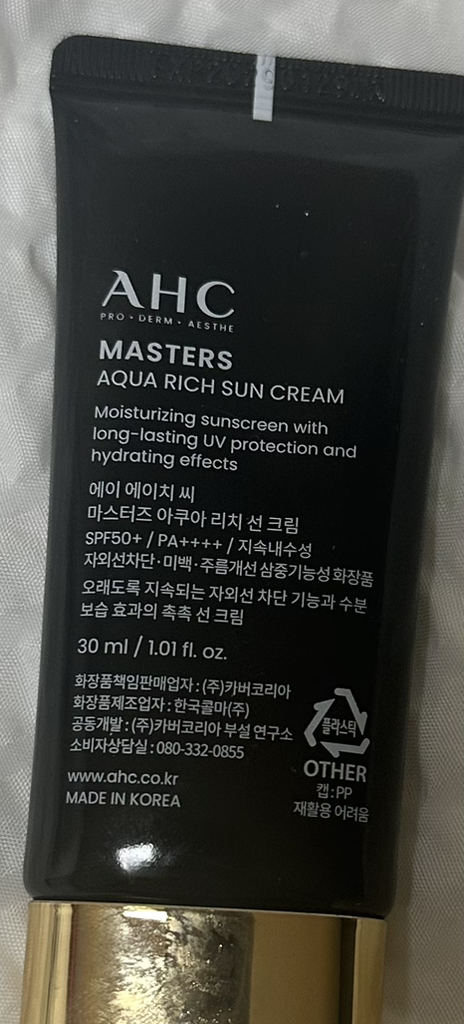 AHC
PRO • DERM • AESTHE
MASTERS
AQUA RICH SUN CREAM
Moisturizing sunscreen with
long-lasting UV protection and
hydrating effects
에이 에이치 씨
마스터즈 아쿠아 리치 선 크림
SPF50+ / PA++++ / 지속내수성
자외선차단·미백·주름개선 삼중기능성 화장품
오래도록 지속되는 자외선 차단 기능과 수분
보습 효과의 촉촉 선 크림
30 ml / 1.01 fl. oz.
화장품책임판매업자 : (주)카버코리아
화장품제조업자 : 한국콜마(주)
공동개발 : (주)카버코리아 부설 연구소
소비자상담실 : 080-332-0855
www.ahc.co.kr
MADE IN KOREA
플라스틱
OTHER
캡 : PP
재활용 어려움